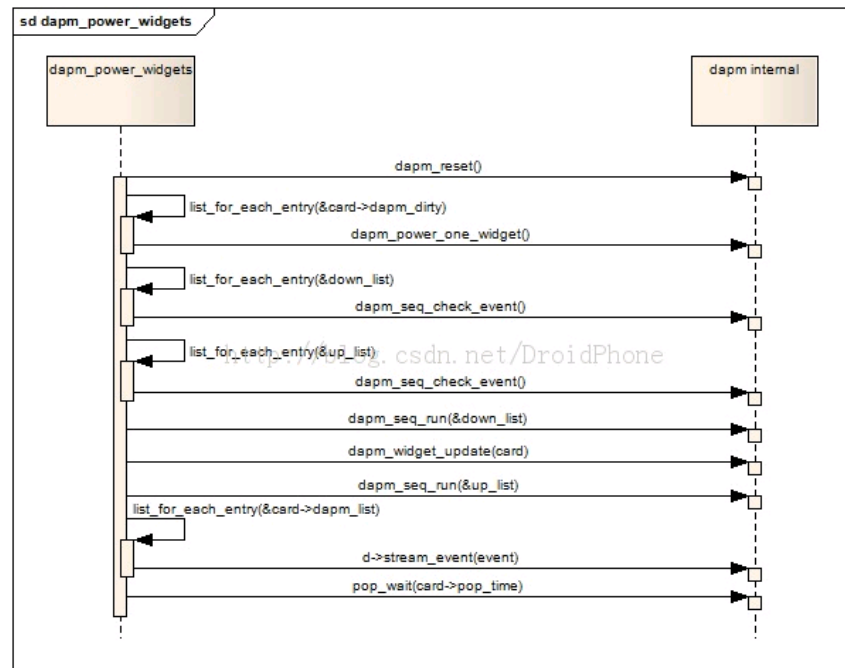 sd dapm_power_widgets
dapm_power_widgets
dapm internal
dapm_reset()
list_for_each_entry(&card->dapm_dirty)
dapm_power_one_widget()
list_for_each_entry(&down_list)
dapm_seq_check_event()
list_for_each_entry(&up_list)
http://blog.csdn.net/DroidPhone
dapm_seq_check_event()
dapm_seq_run(&down_list)
dapm_widget_update(card)
dapm_seq_run(&up_list)
list_for_each_entry(&card->dapm_list)
d->stream_event(event)
pop_wait(card->pop_time)